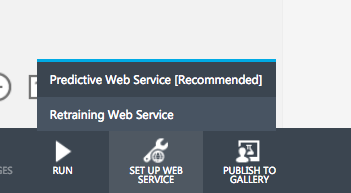 Predictive Web Service [Recommended]
Retraining Web Service
RUN
SET UP WEB
SERVICE
PUBLISH TO
GALLERY